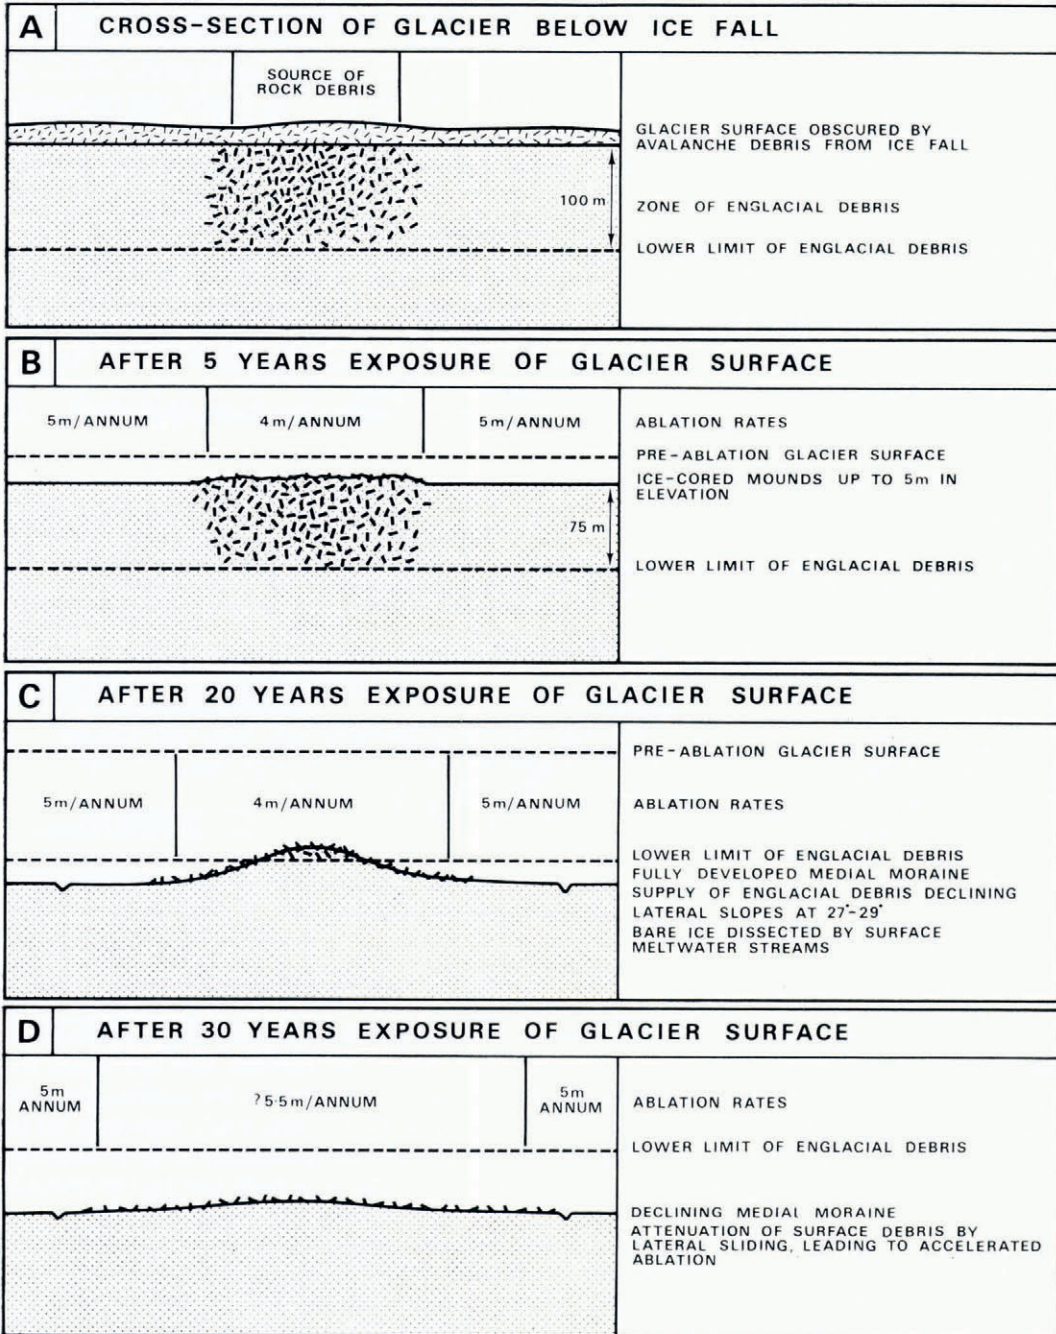 A CROSS-SECTION OF GLACIER BELOW ICE FALL
SOURCE OF
ROCK DEBRIS
GLACIER SURFACE OBSCURED BY
AVALANCHE DEBRIS FROM ICE FALL
100 m
ZONE OF ENGLACIAL DEBRIS
LOWER LIMIT OF ENGLACIAL DEBRIS
B AFTER 5 YEARS EXPOSURE OF GLACIER SURFACE
5m/ANNUM 4m/ANNUM 5m/ANNUM ABLATION RATES
PRE-ABLATION GLACIER SURFACE
ICE-CORED MOUNDS UP TO 5m IN
ELEVATION
75 m
LOWER LIMIT OF ENGLACIAL DEBRIS
C AFTER 20 YEARS EXPOSURE OF GLACIER SURFACE
PRE-ABLATION GLACIER SURFACE
5m/ANNUM 4m/ANNUM 5m/ANNUM ABLATION RATES
LOWER LIMIT OF ENGLACIAL DEBRIS
FULLY DEVELOPED MEDIAL MORAINE
SUPPLY OF ENGLACIAL DEBRIS DECLINING
LATERAL SLOPES AT 27°-29°
BARE ICE DISSECTED BY SURFACE
MELTWATER STREAMS
D AFTER 30 YEARS EXPOSURE OF GLACIER SURFACE
5m
ANNUM
?5·5m/ANNUM
5m
ANNUM
ABLATION RATES
LOWER LIMIT OF ENGLACIAL DEBRIS
DECLINING MEDIAL MORAINE
ATTENUATION OF SURFACE DEBRIS BY
LATERAL SLIDING, LEADING TO ACCELERATED
ABLATION